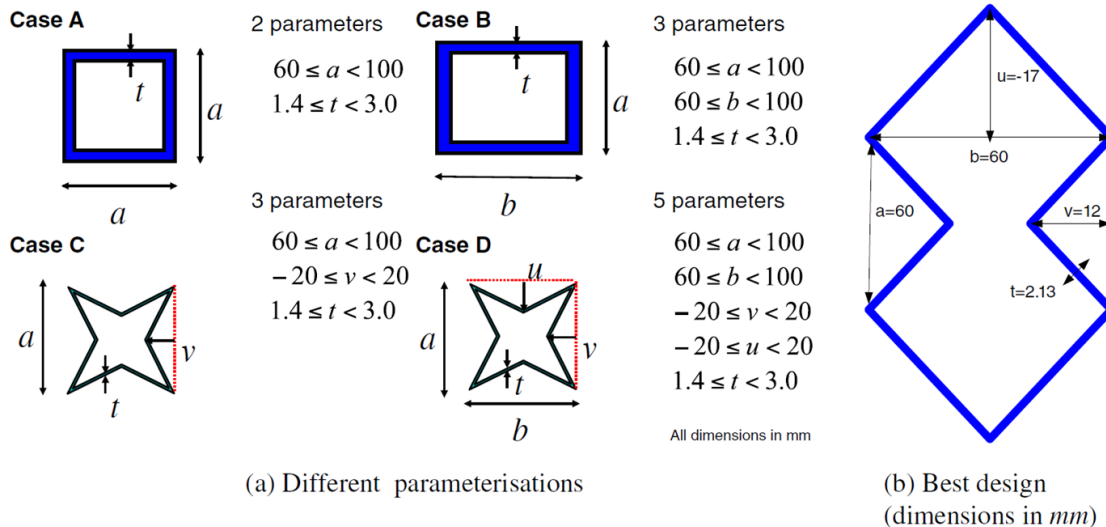 Case A
2 parameters
60 ≤ a < 100
1.4 ≤ t < 3.0
t
a
a
Case B
3 parameters
60 ≤ a < 100
60 ≤ b < 100
1.4 ≤ t < 3.0
t
a
b
Case C
3 parameters
60 ≤ a < 100
−20 ≤ v < 20
1.4 ≤ t < 3.0
a
v
t
Case D
5 parameters
60 ≤ a < 100
60 ≤ b < 100
−20 ≤ v < 20
−20 ≤ u < 20
1.4 ≤ t < 3.0
u
a
v
t
b
All dimensions in mm
(a) Different parameterisations
u=-17
b=60
a=60
v=12
t=2.13
(b) Best design
(dimensions in mm)